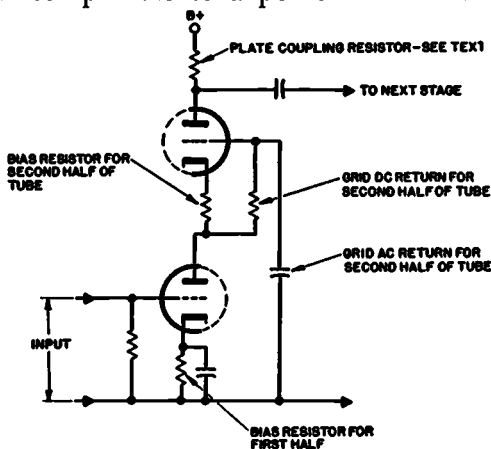 B+
PLATE COUPLING RESISTOR-SEE TEXT
TO NEXT STAGE
BIAS RESISTOR FOR
SECOND HALF OF
TUBE
GRID DC RETURN FOR
SECOND HALF OF TUBE
GRID AC RETURN FOR
SECOND HALF OF TUBE
INPUT
BIAS RESISTOR FOR
FIRST HALF